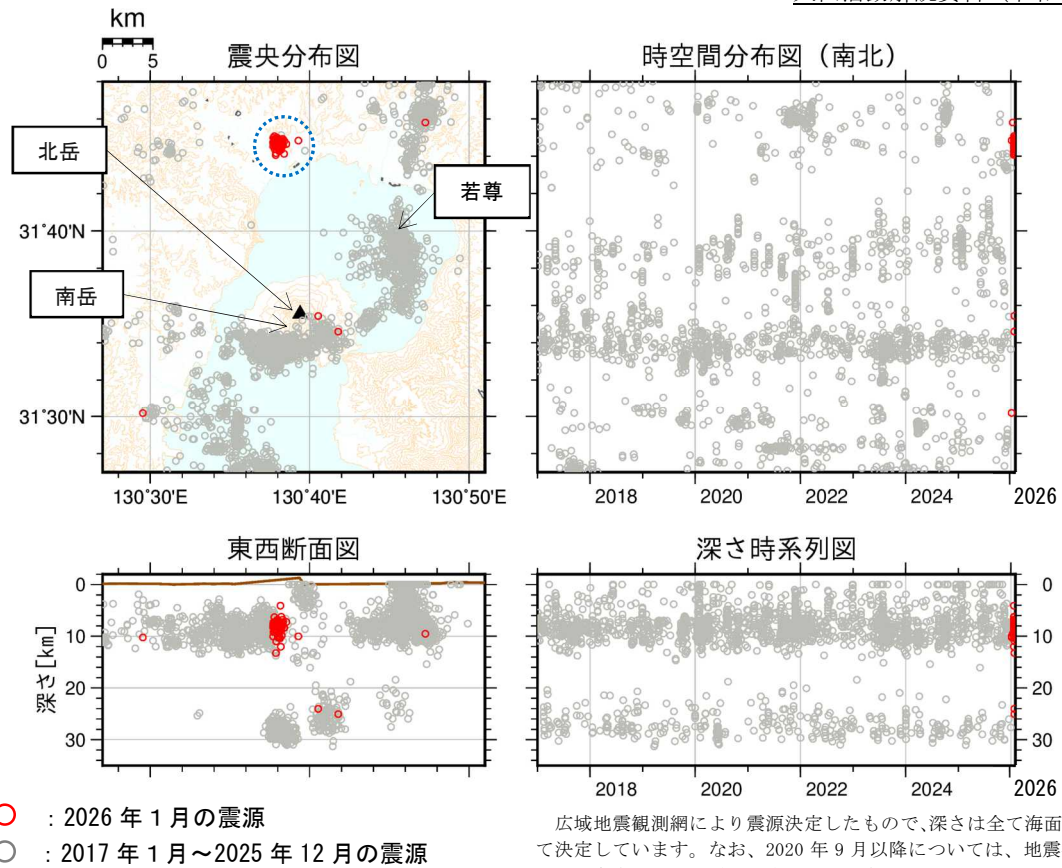 km
0 5
震央分布図
時空間分布図（南北）
北岳
若尊
31°40'N
南岳
31°30'N
130°30'E 130°40'E 130°50'E
2018 2020 2022 2024 2026
東西断面図
深さ時系列図
0 0
10 10
深さ[km]
20 20
30 30
2018 2020 2022 2024 2026
：2026 年 1 月の震源
：2017 年 1 月～2025 年 12 月の震源
広域地震観測網により震源決定したもので、深さは全て海面
て決定しています。なお、2020 年 9 月以降については、地震